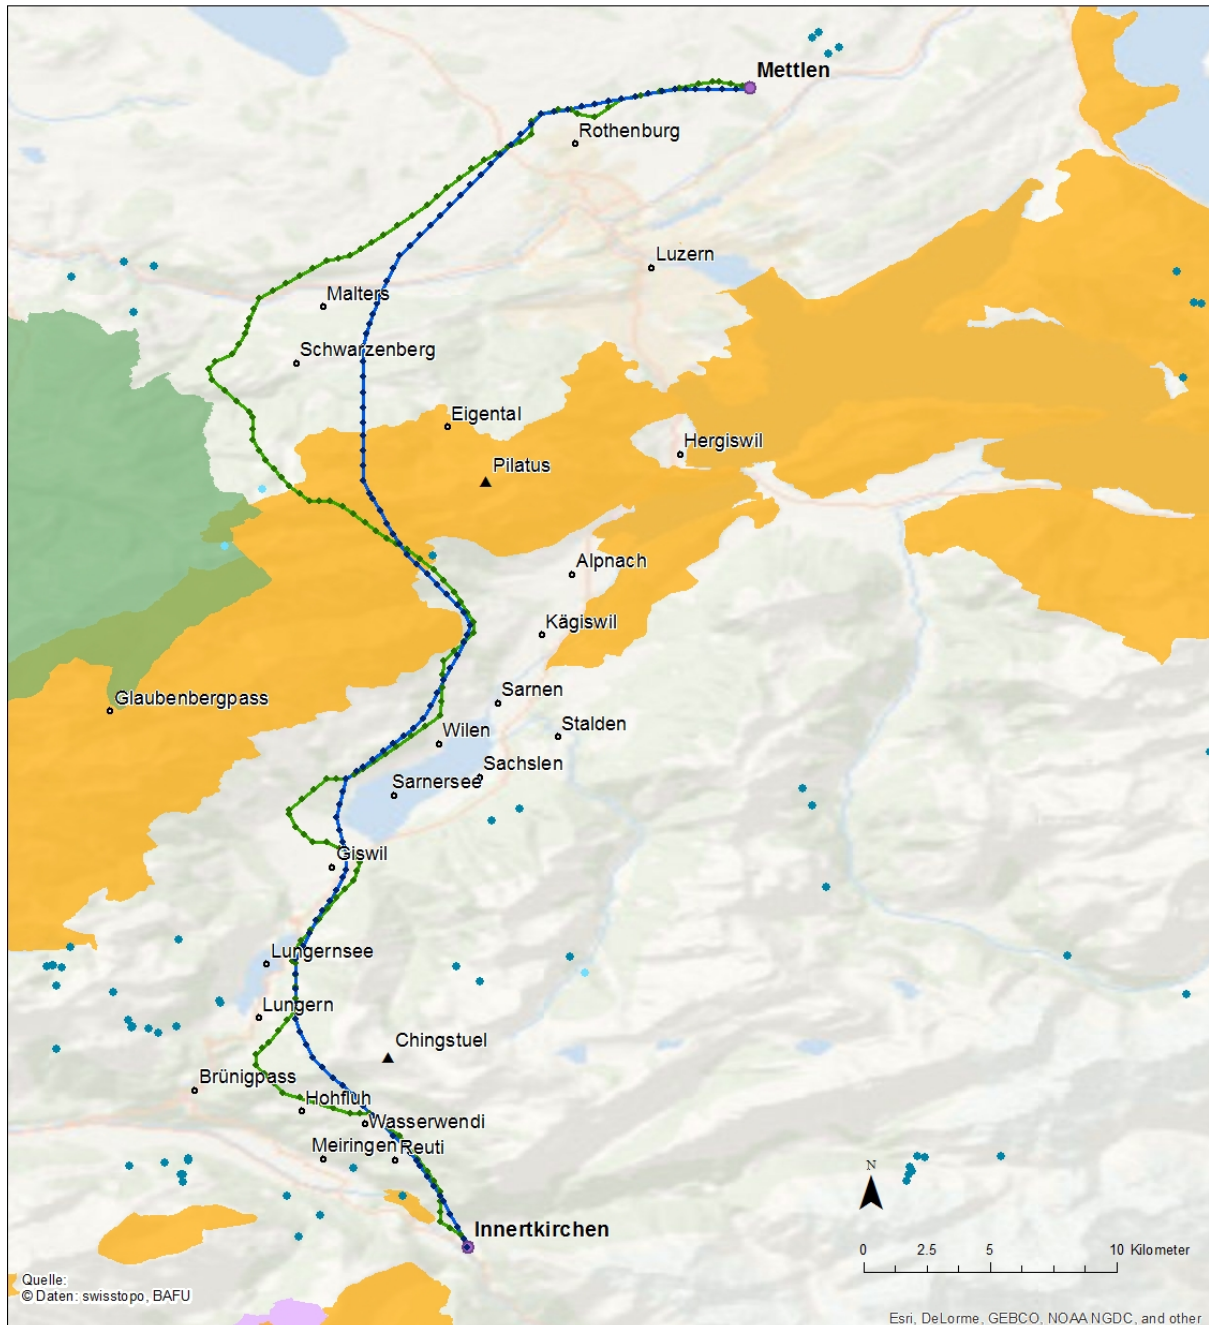 Mettlen
Rothenburg
Luzern
Malters
Schwarzenberg
Eigental
Hergiswil
Pilatus
Alpnach
Kägiswil
Glaubenbergpass
Sarnen
Stalden
Wilen
Sachslen
Sarnersee
Giswil
Lungernsee
Lungern
Chingstuel
Brünigpass
Hohfluh
Wasserwendi
Meiringen
Reuti
N
Innertkirchen
0 2.5 5 10 Kilometer
Quelle:
© Daten: swisstopo, BAFU
Esri, DeLorme, GEBCO, NOAA NGDC, and other